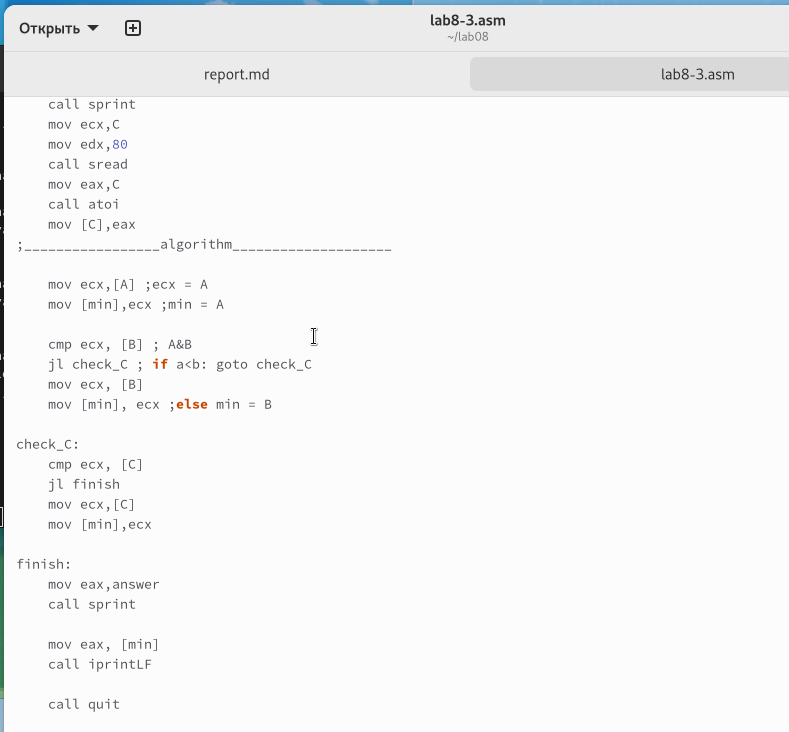 Открыть
lab8-3.asm
~/lab08
report.md
lab8-3.asm
    call sprint
    mov ecx,C
    mov edx,80
    call sread
    mov eax,C
    call atoi
    mov [C],eax
;_________________algorithm____________________
    mov ecx,[A] ;ecx = A
    mov [min],ecx ;min = A
    cmp ecx, [B] ; A&B
    jl check_C ; if a<b: goto check_C
    mov ecx, [B]
    mov [min], ecx ;else min = B
check_C:
    cmp ecx, [C]
    jl finish
    mov ecx,[C]
    mov [min],ecx
finish:
    mov eax,answer
    call sprint
    mov eax, [min]
    call iprintLF
    call quit